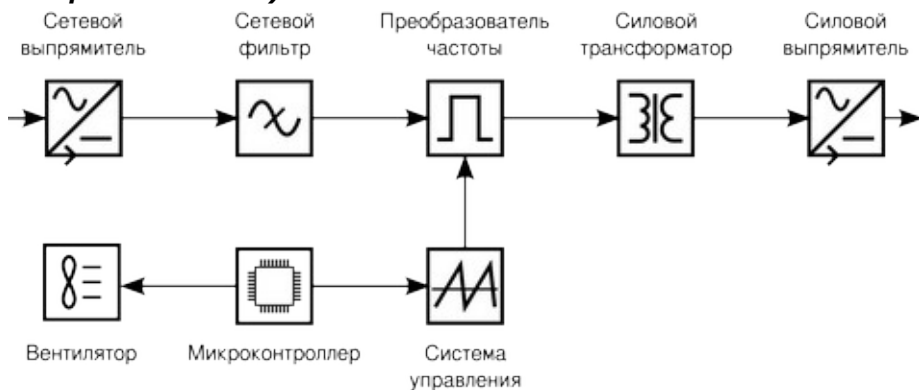 Сетевой
выпрямитель
Сетевой
фильтр
Преобразователь
частоты
Силовой
трансформатор
Силовой
выпрямитель
Вентилятор
Микроконтроллер
Система
управления